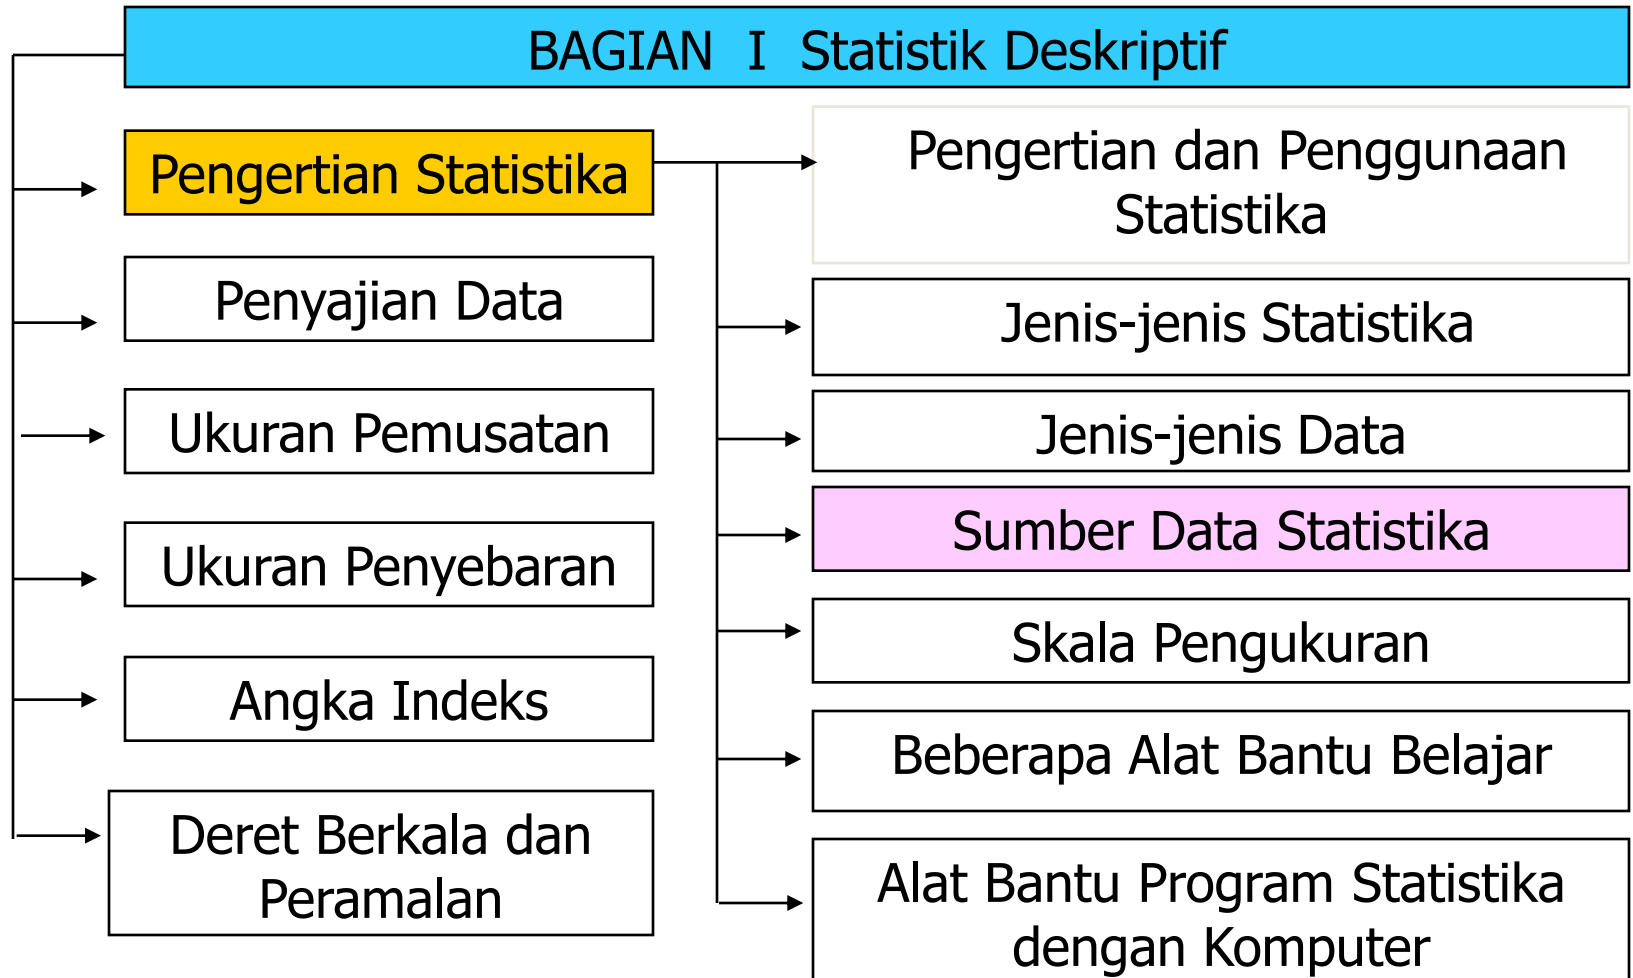 BAGIAN I Statistik Deskriptif
Pengertian Statistika
Penyajian Data
Ukuran Pemusatan
Ukuran Penyebaran
Angka Indeks
Deret Berkala dan
Peramalan
Pengertian dan Penggunaan
Statistika
Jenis-jenis Statistika
Jenis-jenis Data
Sumber Data Statistika
Skala Pengukuran
Beberapa Alat Bantu Belajar
Alat Bantu Program Statistika
dengan Komputer